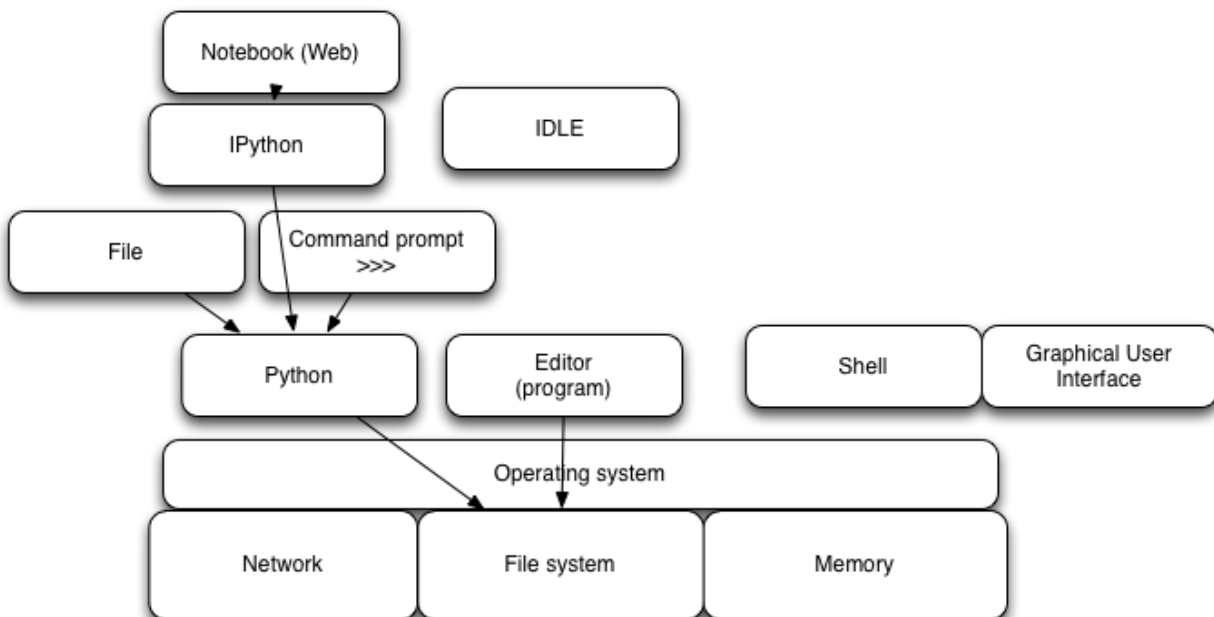 Notebook (Web)
IDLE
IPython
File
Command prompt
>>>
Python
Editor
(program)
Shell
Graphical User
Interface
Operating system
Network
File system
Memory